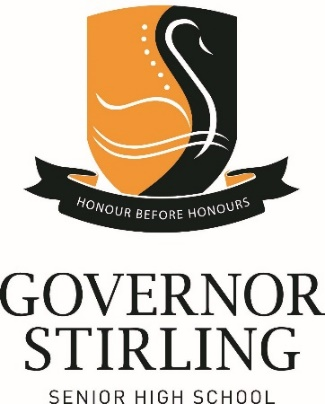 HONOUR BEFORE HONOURS
GOVERNOR
STIRLING
SENIOR HIGH SCHOOL